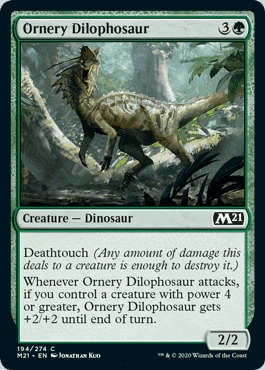 Ornery Dilophosaur 3
M21
Creature — Dinosaur
Deathtouch (Any amount of damage this
deals to a creature is enough to destroy it.)
Whenever Ornery Dilophosaur attacks,
if you control a creature with power 4
or greater, Ornery Dilophosaur gets
+2/+2 until end of turn.
2/2
194/274 C
M21 • EN Jonathan Kuo
™ & © 2020 Wizards of the Coast